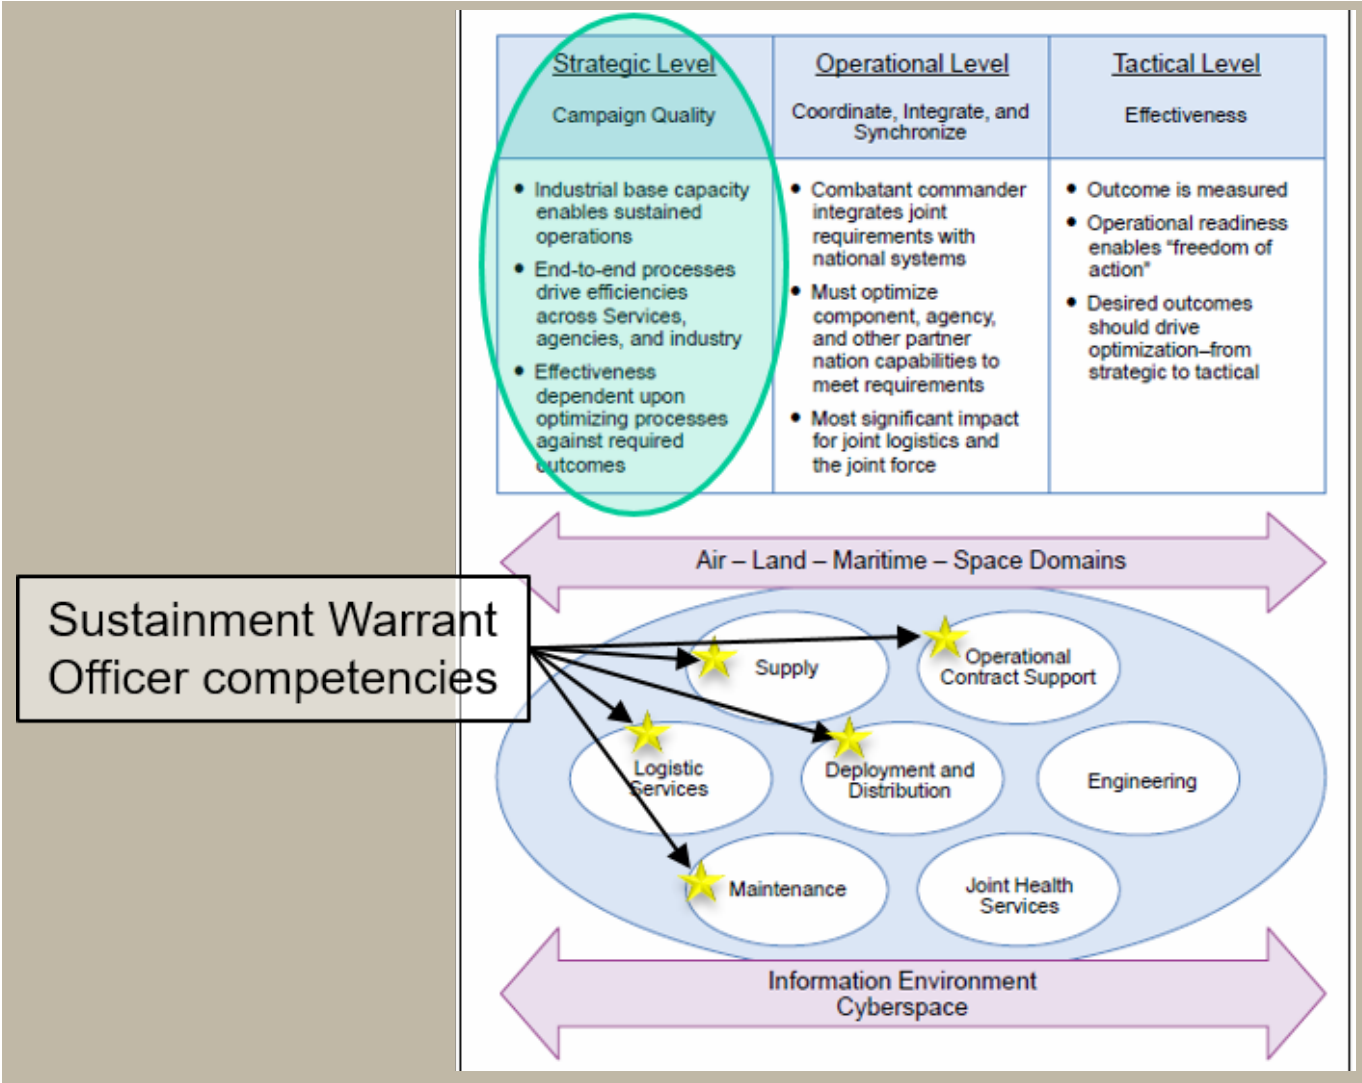 Strategic Level
Campaign Quality
• Industrial base capacity
enables sustained
operations
• End-to-end processes
drive efficiencies
across Services,
agencies, and industry
• Effectiveness
dependent upon
optimizing processes
against required
outcomes
Operational Level
Coordinate, Integrate, and
Synchronize
• Combatant commander
integrates joint
requirements with
national systems
• Must optimize
component, agency,
and other partner
nation capabilities to
meet requirements
• Most significant impact
for joint logistics and
the joint force
Tactical Level
Effectiveness
• Outcome is measured
• Operational readiness
enables “freedom of
action”
• Desired outcomes
should drive
optimization–from
strategic to tactical
Air – Land – Maritime – Space Domains
Sustainment Warrant
Officer competencies
Supply
Operational
Contract Support
Logistic
Services
Deployment and
Distribution
Engineering
Maintenance
Joint Health
Services
Information Environment
Cyberspace